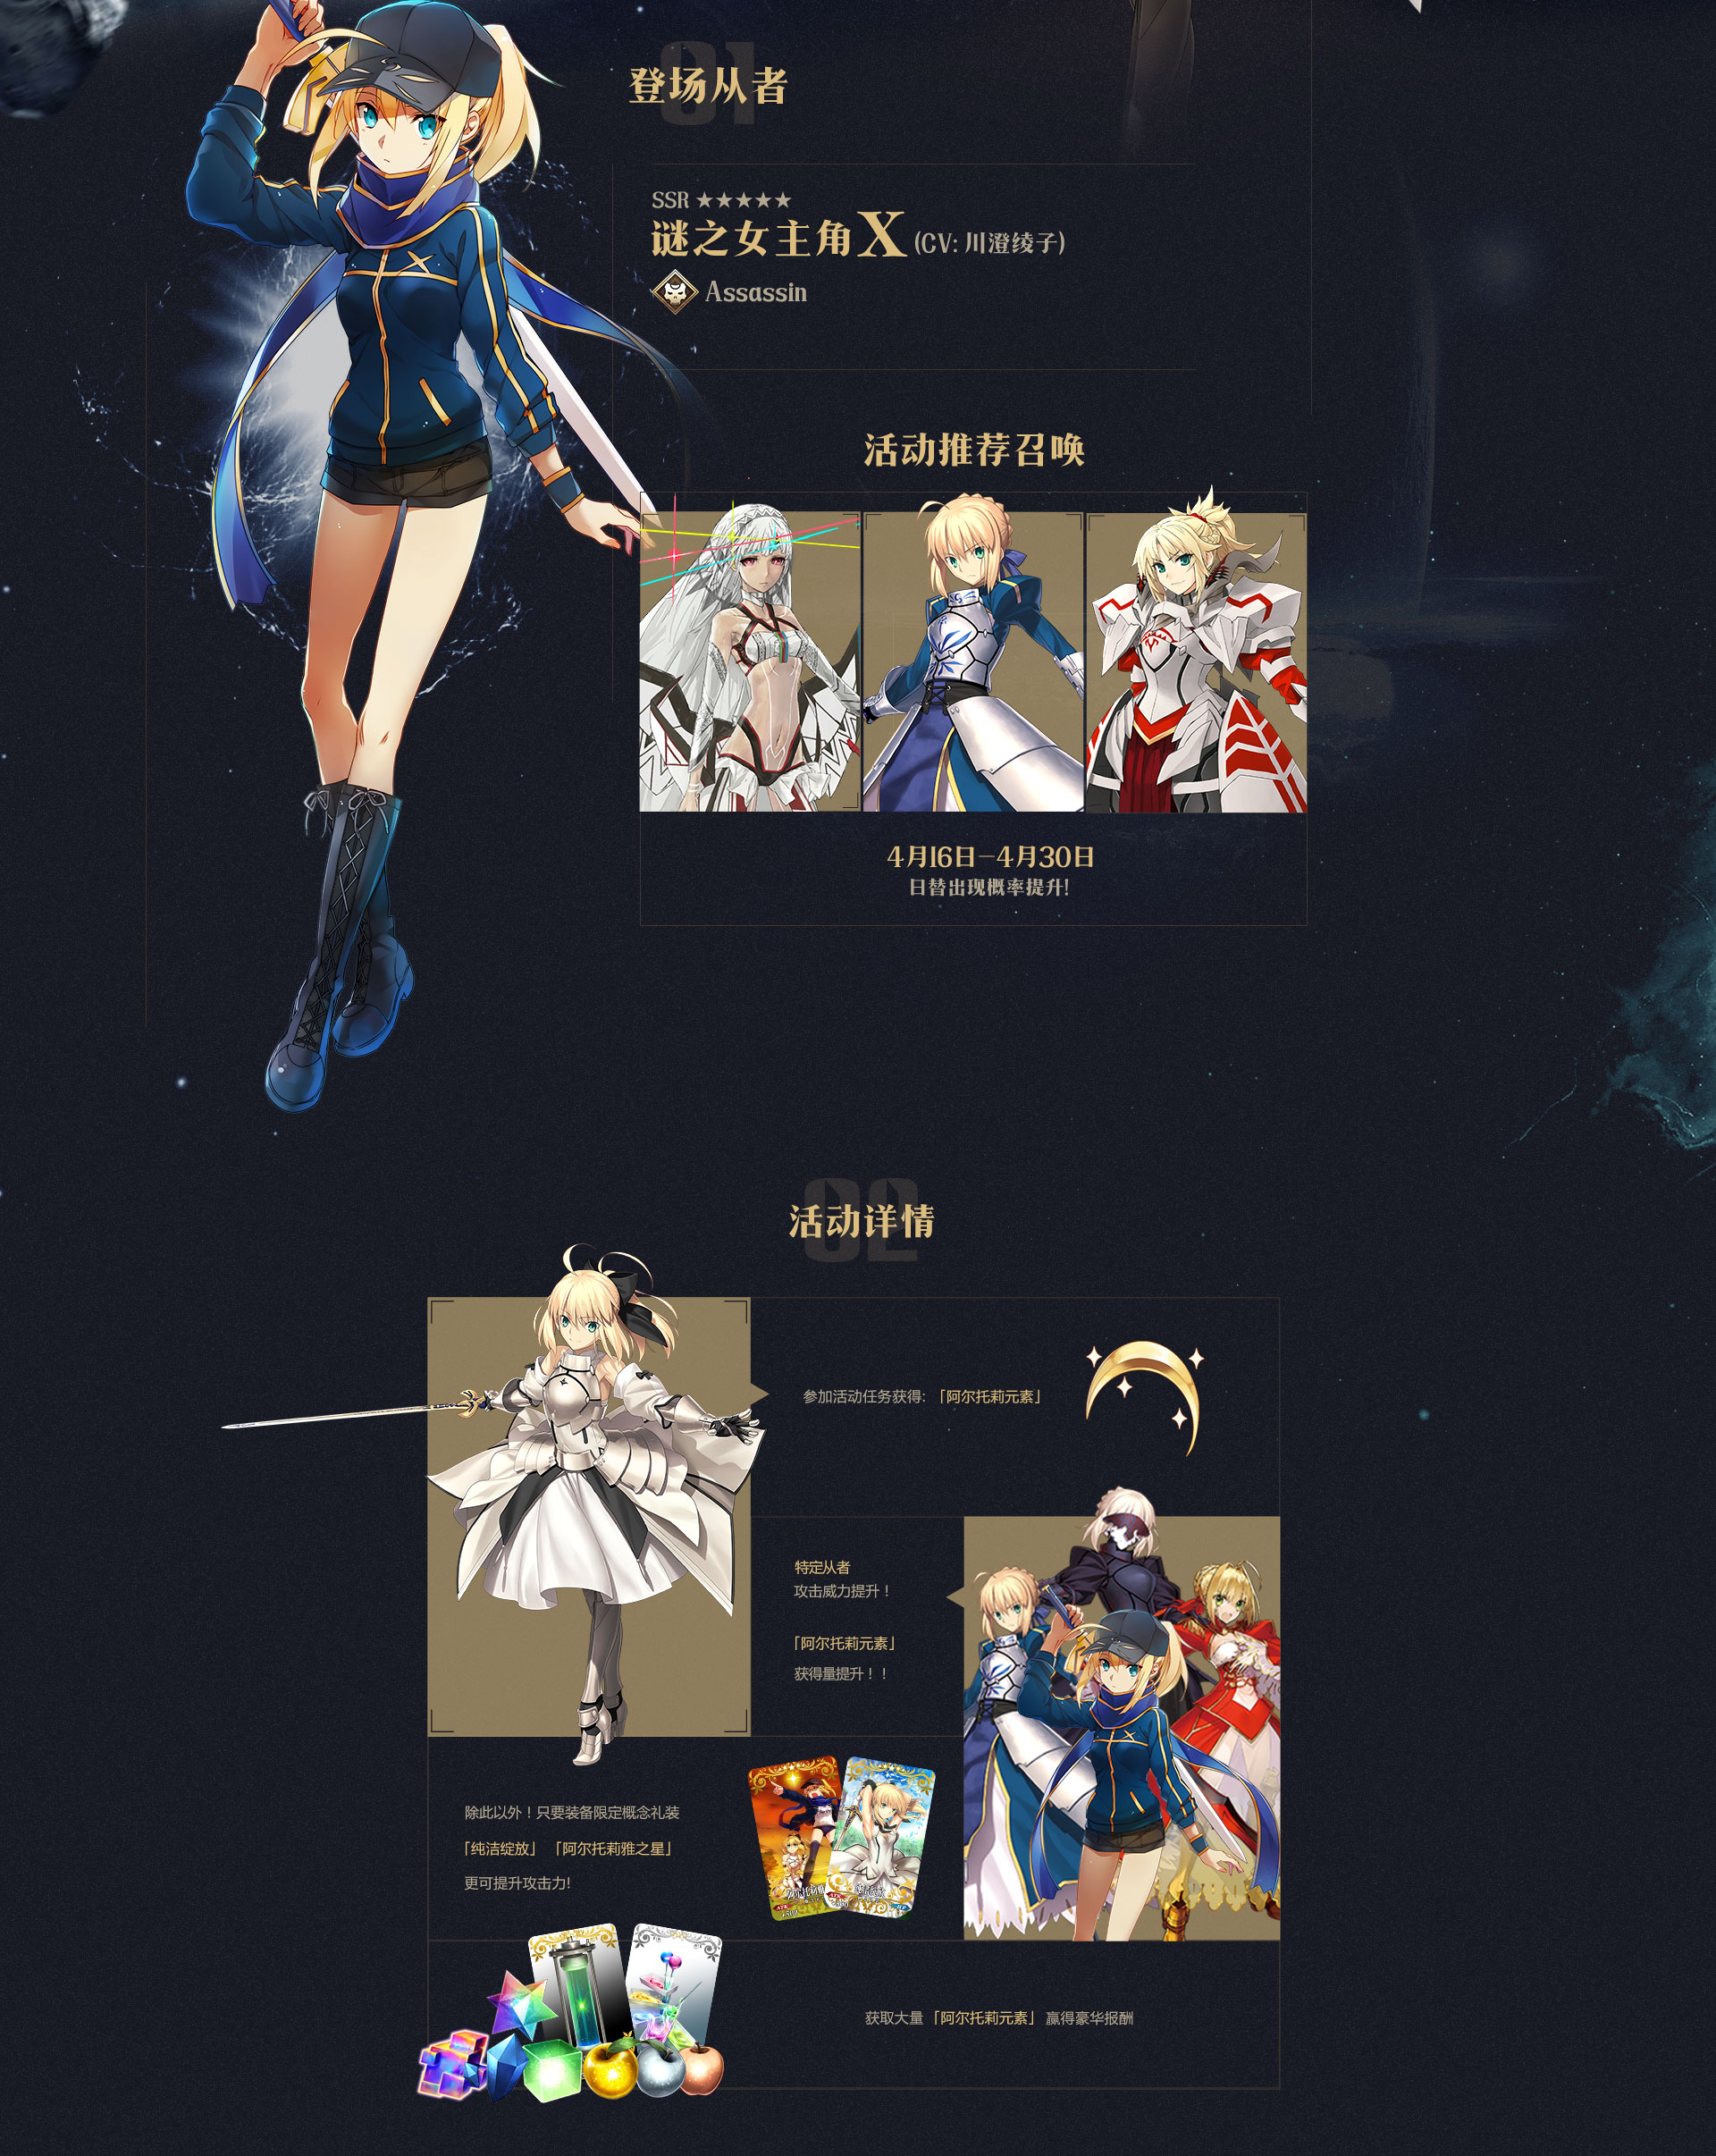 01
登场从者
SSR ★★★★★
谜之女主角X (CV: 川澄绫子)
Assassin
活动推荐召唤
4月16日—4月30日
日替出现概率提升!
02
活动详情
参加活动任务获得: 「阿尔托莉元素」
特定从者
攻击威力提升！
「阿尔托莉元素」
获得量提升！！
除此以外！只要装备限定概念礼装
「纯洁绽放」 「阿尔托莉雅之星」
更可提升攻击力!
获取大量 「阿尔托莉元素」 赢得豪华报酬